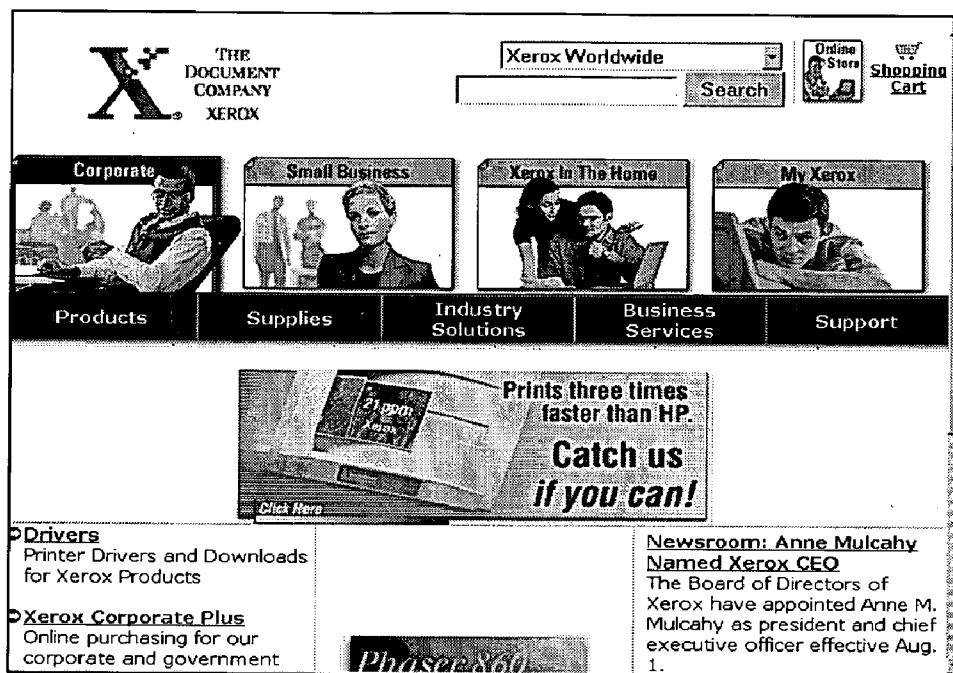 THE
DOCUMENT
COMPANY
XEROX
Xerox Worldwide
Search
Online
Store
Shopping
Cart
Corporate
Small Business
Xerox In The Home
My Xerox
Products
Supplies
Industry
Solutions
Business
Services
Support
21 ppm
Prints three times
faster than HP.
Catch us
if you can!
Click Here
Drivers
Printer Drivers and Downloads
for Xerox Products
Xerox Corporate Plus
Online purchasing for our
corporate and government
Phaser 860
Newsroom: Anne Mulcahy
Named Xerox CEO
The Board of Directors of
Xerox have appointed Anne M.
Mulcahy as president and chief
executive officer effective Aug.
1.